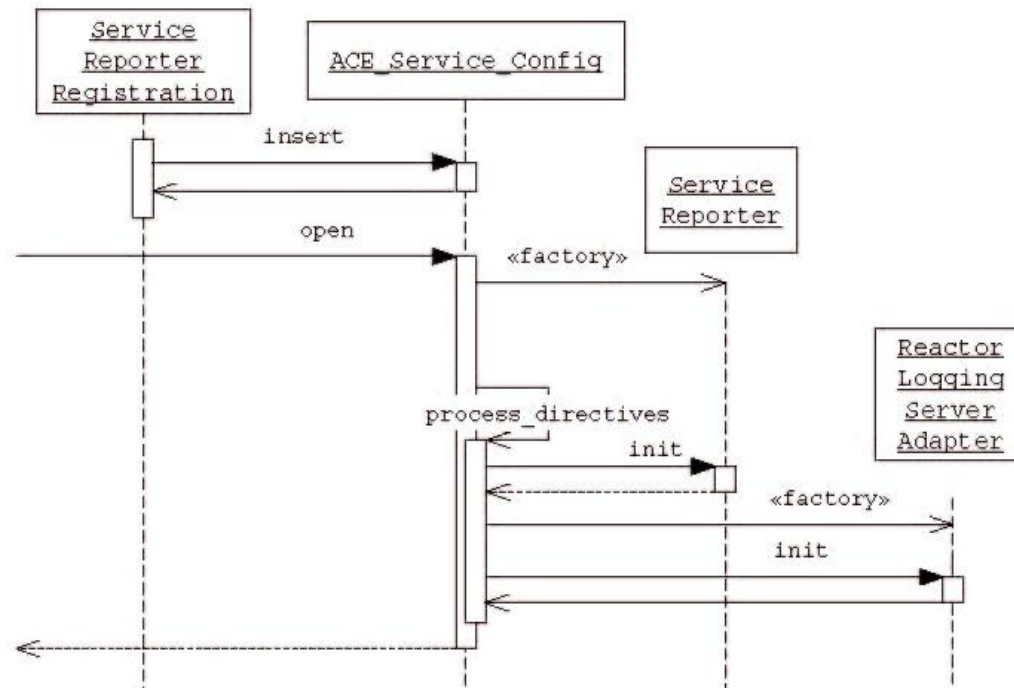 Service
Reporter
Registration
ACE_Service_Config
insert
Service
Reporter
open
«factory»
Reactor
Logging
Server
Adapter
process_directives
init
«factory»
init